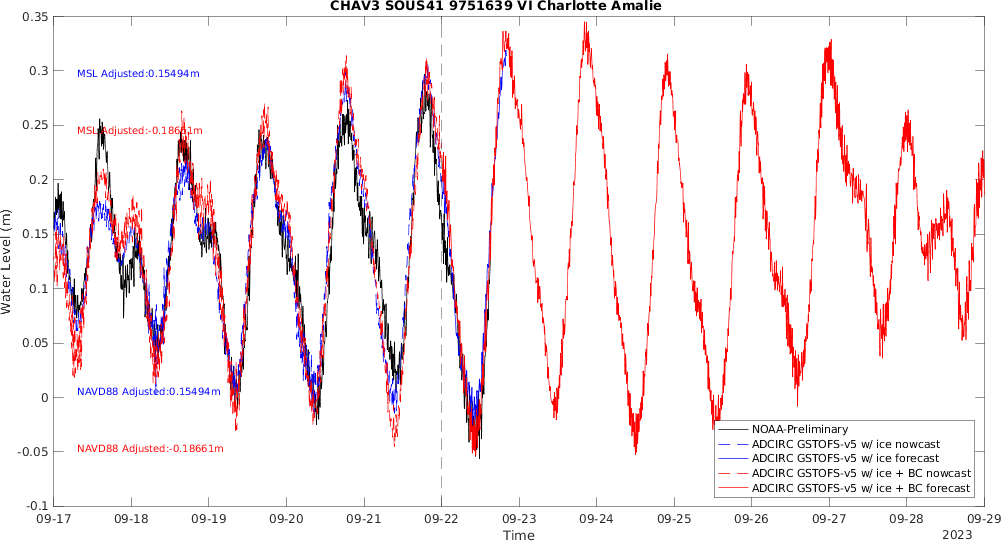 CHAV3 SOUS41 9751639 VI Charlotte Amalie
0.35
0.3
0.25
0.2
0.15
0.1
0.05
0
-0.05
-0.1
Water Level (m)
MSL Adjusted:0.15494m
MSL Adjusted:-0.18661m
NAVD88 Adjusted:0.15494m
NAVD88 Adjusted:-0.18661m
NOAA-Preliminary
ADCIRC GSTOFS-v5 w/ ice nowcast
ADCIRC GSTOFS-v5 w/ ice forecast
ADCIRC GSTOFS-v5 w/ ice + BC nowcast
ADCIRC GSTOFS-v5 w/ ice + BC forecast
09-17 09-18 09-19 09-20 09-21 09-22 09-23 09-24 09-25 09-26 09-27 09-28 09-29
Time
2023